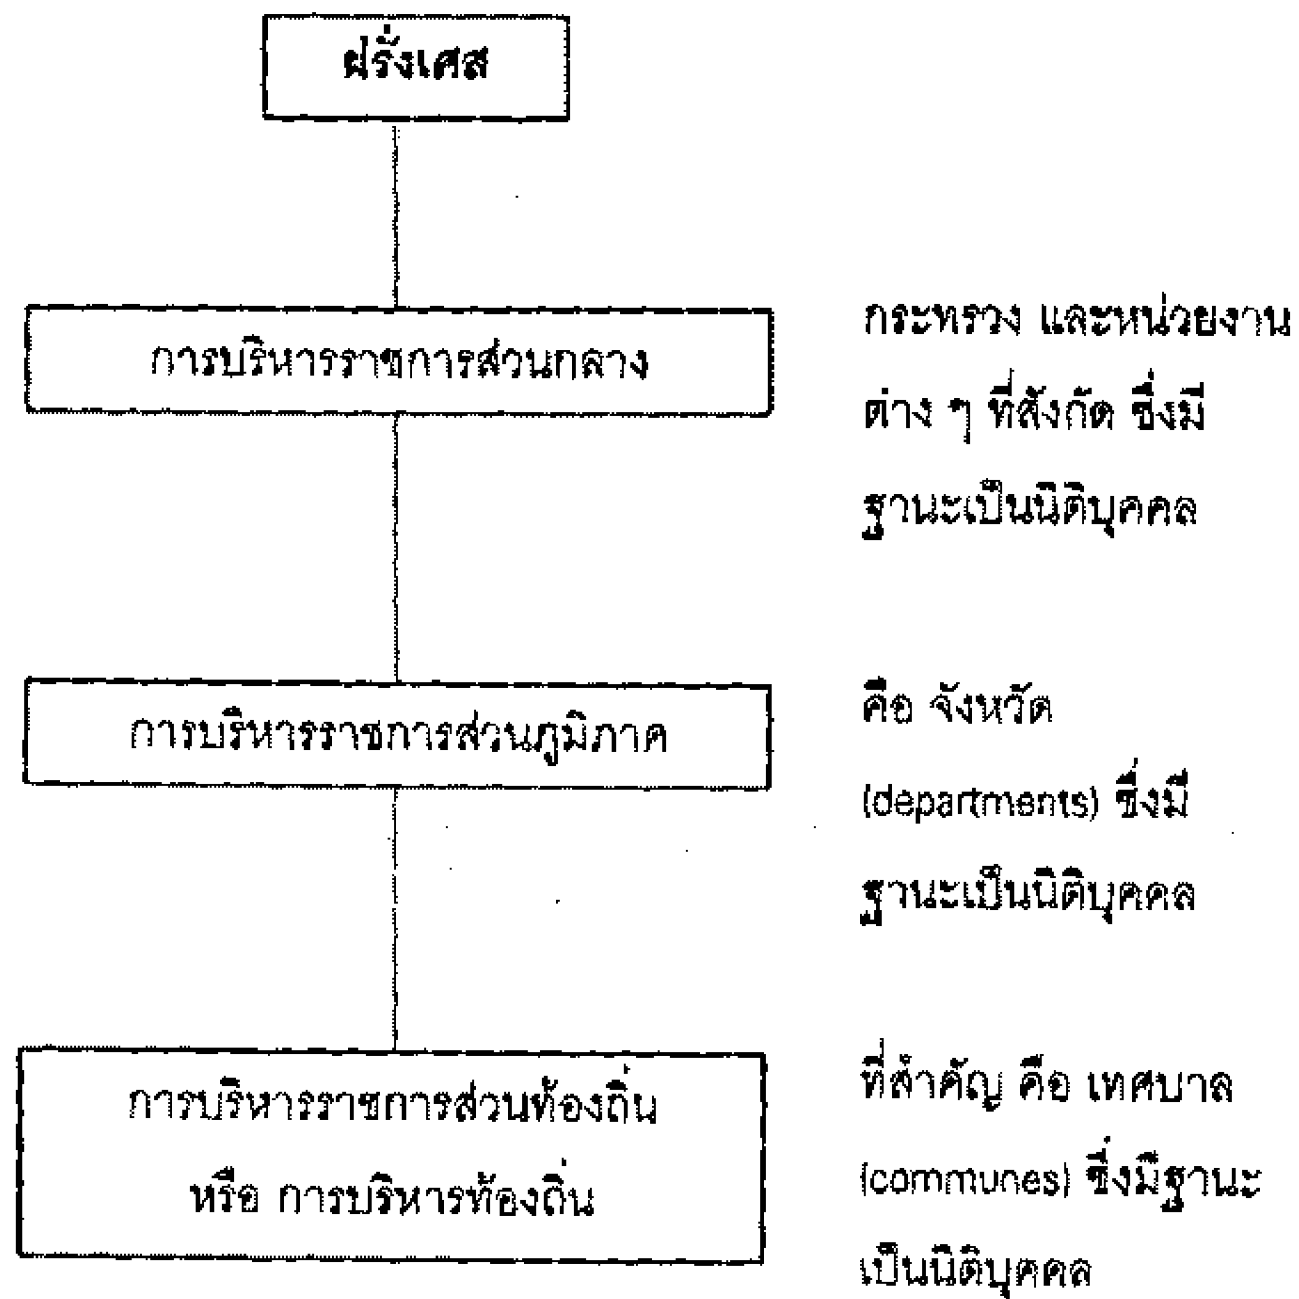 ฝรั่งเศส
การบริหารราชการส่วนกลาง
กระทรวง และหน่วยงาน
ต่าง ๆ ที่สังกัด ซึ่งมี
ฐานะเป็นนิติบุคคล
การบริหารราชการส่วนภูมิภาค
คือ จังหวัด
(departments) ซึ่งมี
ฐานะเป็นนิติบุคคล
การบริหารราชการส่วนท้องถิ่น
หรือ การบริหารท้องถิ่น
ที่สำคัญ คือ เทศบาล
(communes) ซึ่งมีฐานะ
เป็นนิติบุคคล